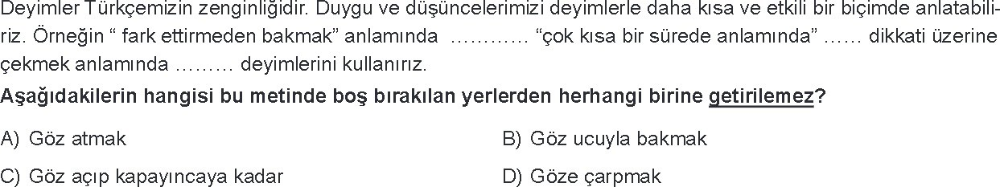 Deyimler Türkçemizin zenginliğidir. Duygu ve düşüncelerimizi deyimlerle daha kısa ve etkili bir biçimde anlatabili-
riz. Örneğin “ fark ettirmeden bakmak” anlamında ………… “çok kısa bir sürede anlamında” …… dikkati üzerine
çekmek anlamında ……… deyimlerini kullanırız.
Aşağıdakilerin hangisi bu metinde boş bırakılan yerlerden herhangi birine getirilemez?
A) Göz atmak B) Göz ucuyla bakmak
C) Göz açıp kapayıncaya kadar D) Göze çarpmak